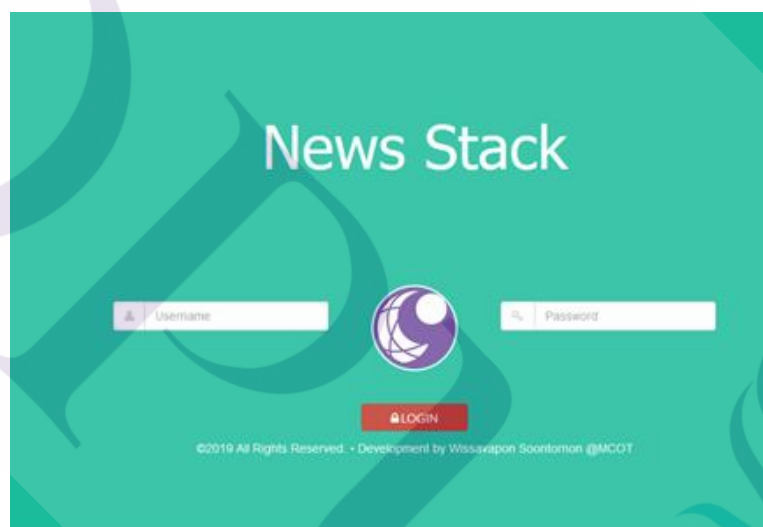 News Stack
Username
Password
LOGIN
©2019 All Rights Reserved. • Development by Wissavapon Soontornon @MCOT